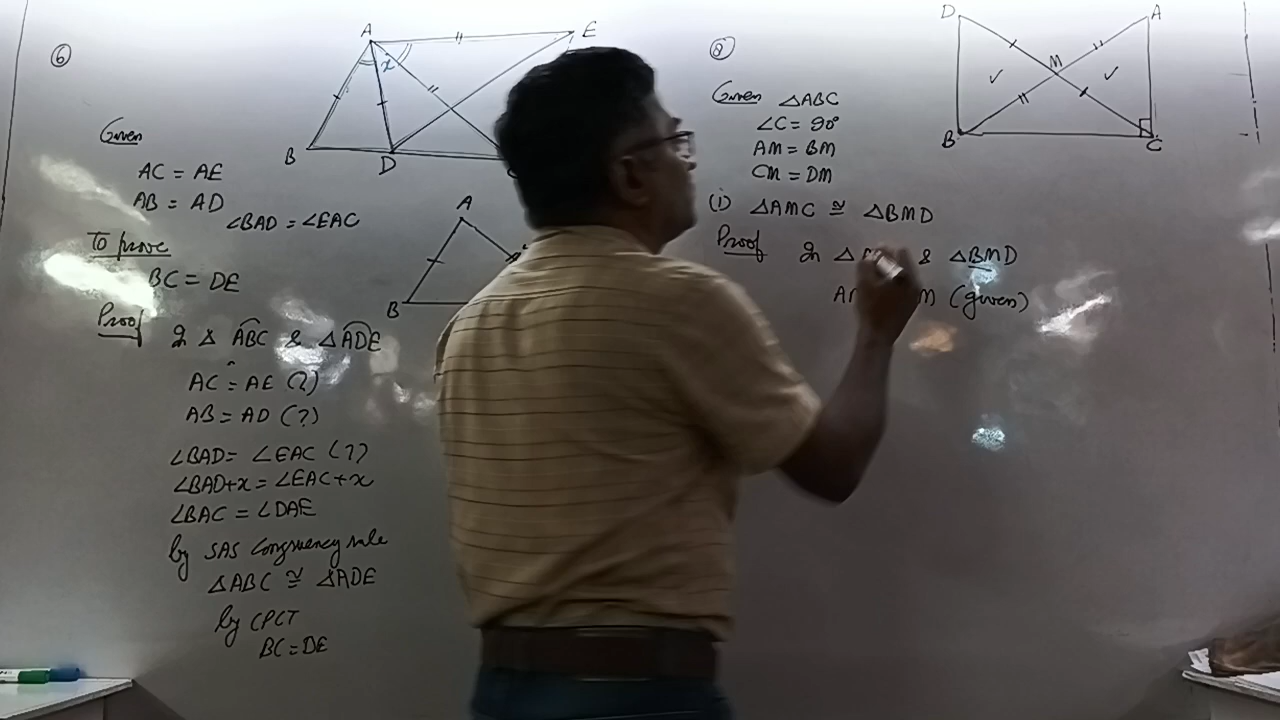 6
A
E
x
B
D
Given
AC = AE
AB = AD
∠BAD = ∠EAC
To prove
BC = DE
A
B
Proof In △ ABC & △ADE
AC = AE (?)
AB = AD (?)
∠BAD = ∠EAC (?)
∠BAD+x = ∠EAC+x
∠BAC = ∠DAE
by SAS Congruency rule
△ABC ≅ △ADE
by CPCT
BC = DE
8
D
A
M
B
C
Given △ABC
∠C = 90°
AM = BM
CM = DM
(i) △AMC ≅ △BMD
Proof In △ & △BMD
(given)